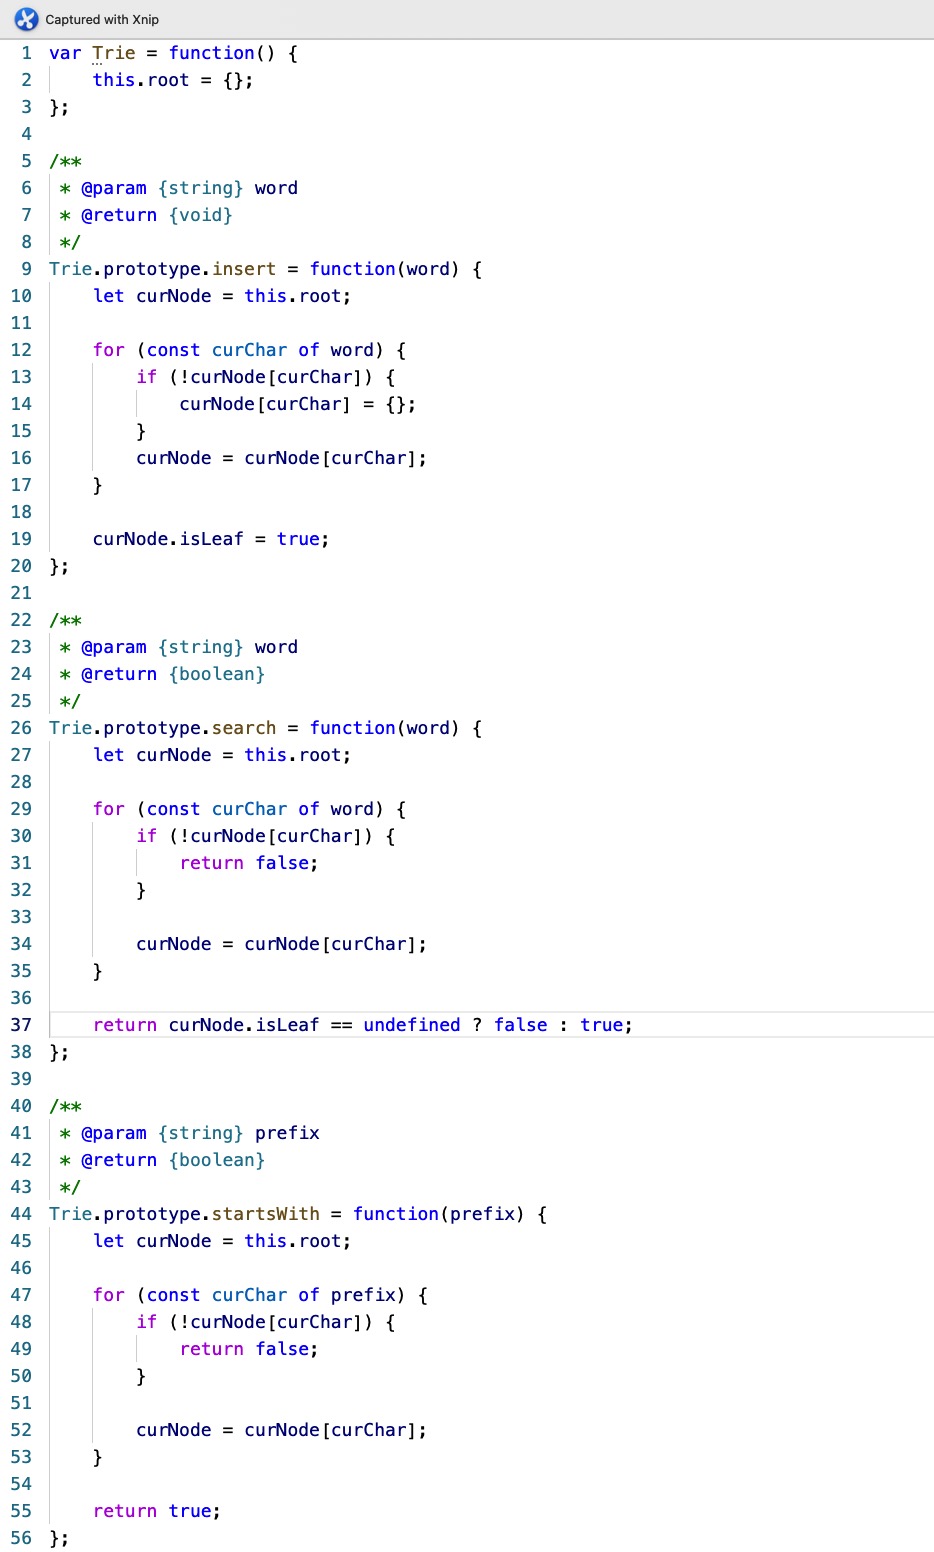 Captured with Xnip
1 var Trie = function() {
2     this.root = {};
3 };
4
5 /**
6  * @param {string} word
7  * @return {void}
8  */
9 Trie.prototype.insert = function(word) {
10     let curNode = this.root;
11
12     for (const curChar of word) {
13         if (!curNode[curChar]) {
14             curNode[curChar] = {};
15         }
16         curNode = curNode[curChar];
17     }
18
19     curNode.isLeaf = true;
20 };
21
22 /**
23  * @param {string} word
24  * @return {boolean}
25  */
26 Trie.prototype.search = function(word) {
27     let curNode = this.root;
28
29     for (const curChar of word) {
30         if (!curNode[curChar]) {
31             return false;
32         }
33
34         curNode = curNode[curChar];
35     }
36
37     return curNode.isLeaf == undefined ? false : true;
38 };
39
40 /**
41  * @param {string} prefix
42  * @return {boolean}
43  */
44 Trie.prototype.startsWith = function(prefix) {
45     let curNode = this.root;
46
47     for (const curChar of prefix) {
48         if (!curNode[curChar]) {
49             return false;
50         }
51
52         curNode = curNode[curChar];
53     }
54
55     return true;
56 };